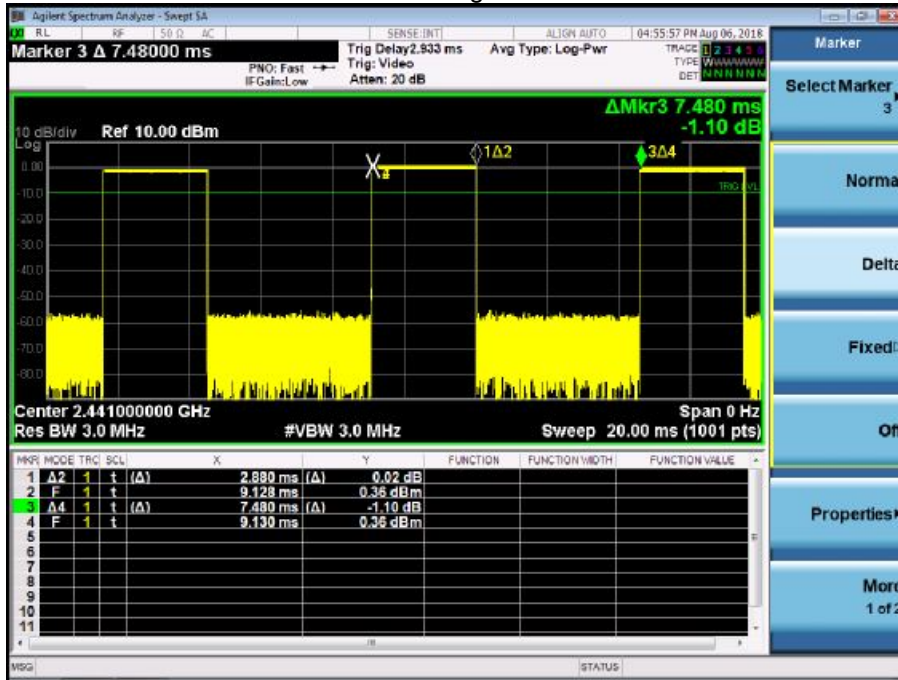 Agilent Spectrum Analyzer - Swept SA
RL RF 50 Ω AC SENSE:INT ALIGN AUTO 04:55:57 PM Aug 06, 2018
Marker 3 Δ 7.48000 ms
PNO: Fast
IFGain:Low
Trig Delay2.933 ms
Trig: Video
Atten: 20 dB
Avg Type: Log-Pwr
TRACE 1 2 3 4 5 6
TYPE WWWWWW
DET N N N N N N
ΔMkr3 7.480 ms
-1.10 dB
10 dB/div Ref 10.00 dBm
Log
0.00
-10.0
-20.0
-30.0
-40.0
-50.0
-60.0
-70.0
-80.0
X4
1Δ2
3Δ4
TRIG LVL
Center 2.441000000 GHz Span 0 Hz
Res BW 3.0 MHz #VBW 3.0 MHz Sweep 20.00 ms (1001 pts)
MKR MODE TRC SCL X Y FUNCTION FUNCTION WIDTH FUNCTION VALUE
1 Δ2 1 t (Δ) 2.880 ms (Δ) 0.02 dB
2 F 1 t 9.128 ms 0.36 dBm
3 Δ4 1 t (Δ) 7.480 ms (Δ) -1.10 dB
4 F 1 t 9.130 ms 0.36 dBm
5
6
7
8
9
10
11
MSG STATUS
Marker
Select Marker
3
Norma
Delta
Fixed
Of
Properties
More
1 of 2